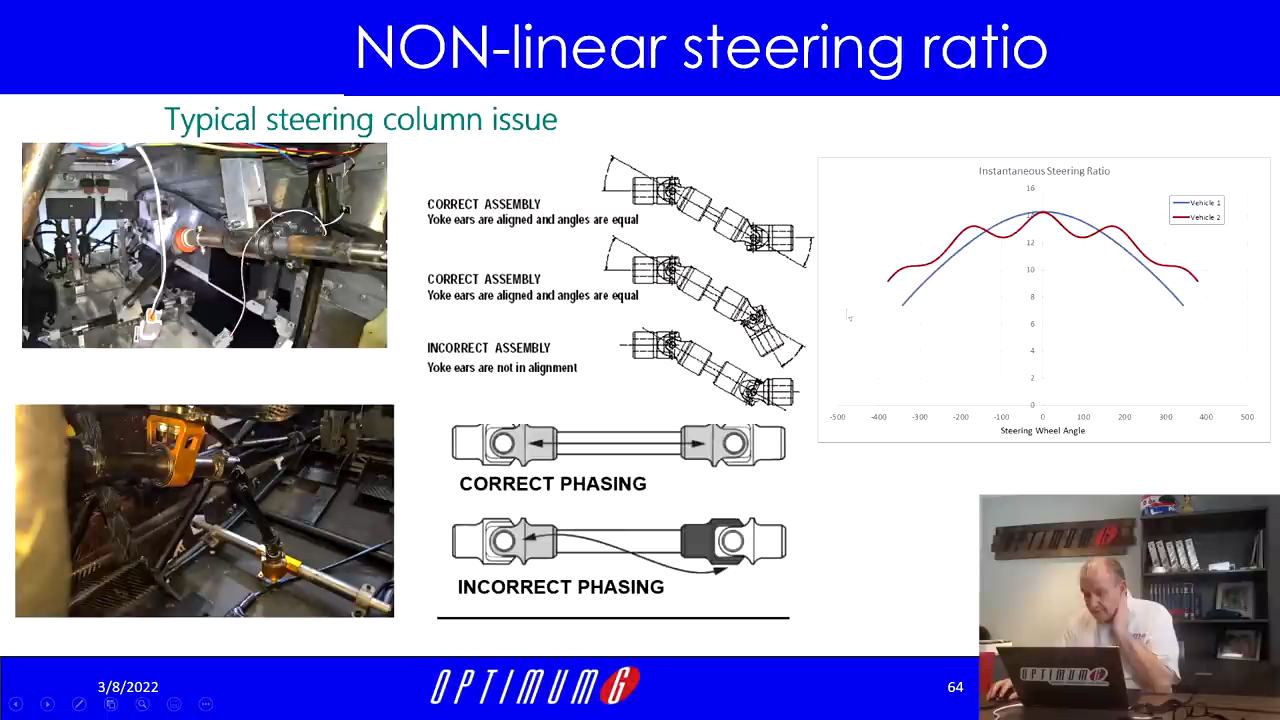 NON-linear steering ratio
Typical steering column issue
CORRECT ASSEMBLY
Yoke ears are aligned and angles are equal
CORRECT ASSEMBLY
Yoke ears are aligned and angles are equal
INCORRECT ASSEMBLY
Yoke ears are not in alignment
CORRECT PHASING
INCORRECT PHASING
Instantaneous Steering Ratio
Vehicle 1
Vehicle 2
16
14
12
10
8
6
4
2
0
-500 -400 -300 -200 -100 0 100 200 300 400 500
Steering Wheel Angle
3/8/2022
OPTIMUMG
64
OPTIMUMG